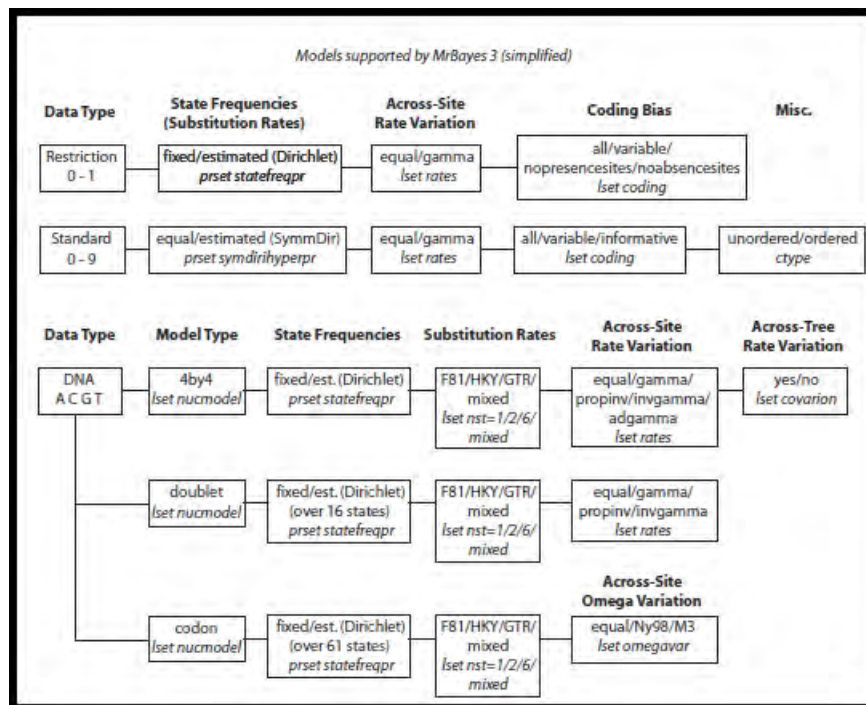 Models supported by MrBayes 3 (simplified)
Data Type
State Frequencies
(Substitution Rates)
Across-Site
Rate Variation
Coding Bias
Misc.
Restriction
0 - 1
fixed/estimated (Dirichlet)
prset statefreqpr
equal/gamma
lset rates
all/variable/
nopresencesites/noabsencesites
lset coding
Standard
0 - 9
equal/estimated (SymmDir)
prset symdirihyperpr
equal/gamma
lset rates
all/variable/informative
lset coding
unordered/ordered
ctype
Data Type
Model Type
State Frequencies
Substitution Rates
Across-Site
Rate Variation
Across-Tree
Rate Variation
DNA
A C G T
4by4
lset nucmodel
fixed/est. (Dirichlet)
prset statefreqpr
F81/HKY/GTR/
mixed
lset nst=1/2/6/
mixed
equal/gamma/
propinv/invgamma/
adgamma
lset rates
yes/no
lset covarion
doublet
lset nucmodel
fixed/est. (Dirichlet)
(over 16 states)
prset statefreqpr
F81/HKY/GTR/
mixed
lset nst=1/2/6/
mixed
equal/gamma/
propinv/invgamma
lset rates
Across-Site
Omega Variation
codon
lset nucmodel
fixed/est. (Dirichlet)
(over 61 states)
prset statefreqpr
F81/HKY/GTR/
mixed
lset nst=1/2/6/
mixed
equal/Ny98/M3
lset omegavar